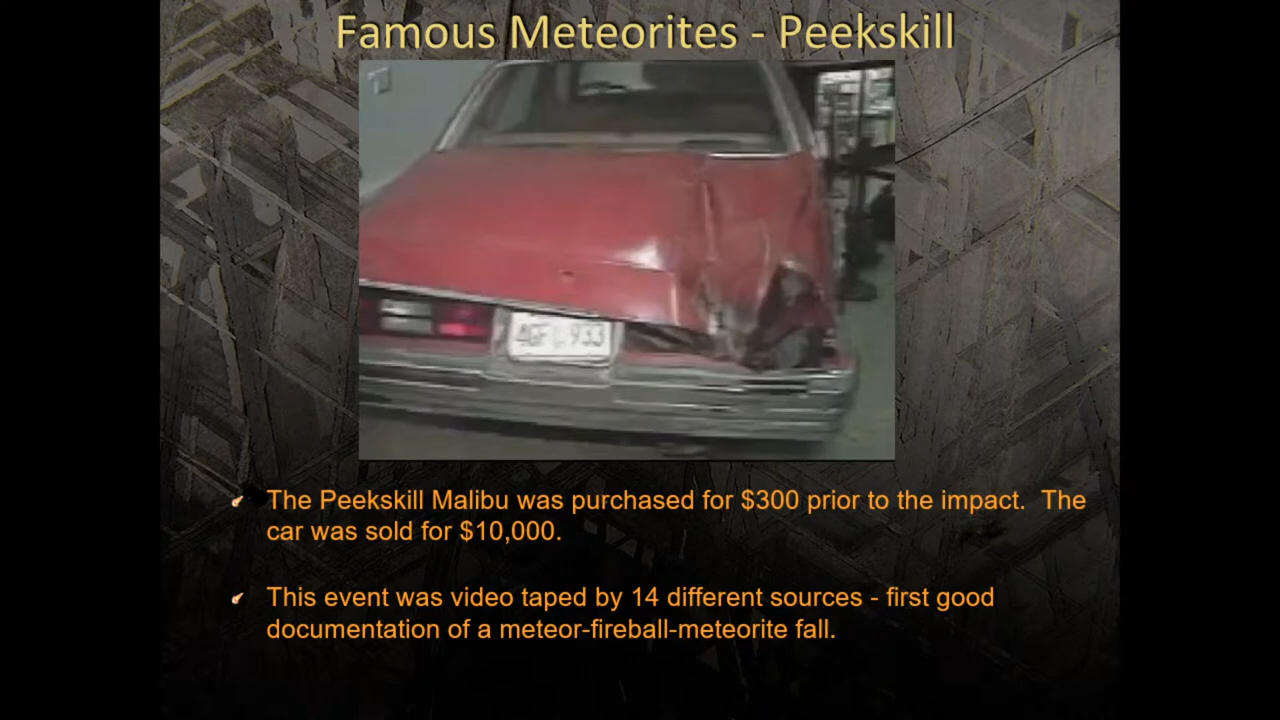 Famous Meteorites - Peekskill
The Peekskill Malibu was purchased for $300 prior to the impact.  The
car was sold for $10,000.
This event was video taped by 14 different sources - first good
documentation of a meteor-fireball-meteorite fall.